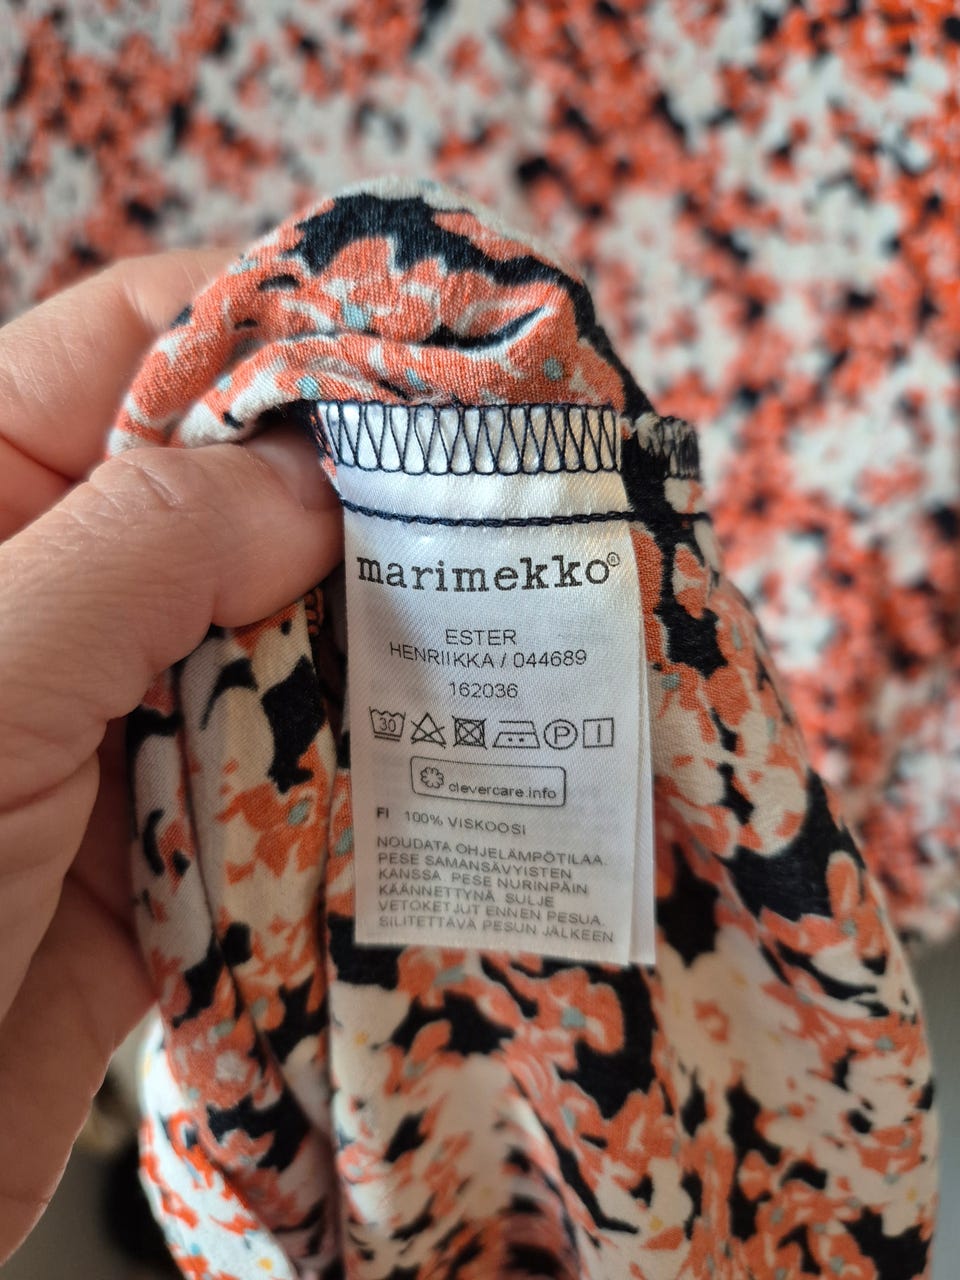 marimekko®
ESTER
HENRIIKKA / 044689
162036
30 P
clevercare.info
FI 100% VISKOOSI
NOUDATA OHJELÄMPÖTILAA.
PESE SAMANSÄVYISTEN
KANSSA. PESE NURINPÄIN
KÄÄNNETTYNÄ. SULJE
VETOKETJUT ENNEN PESUA.
SILITETTÄVÄ PESUN JÄLKEEN